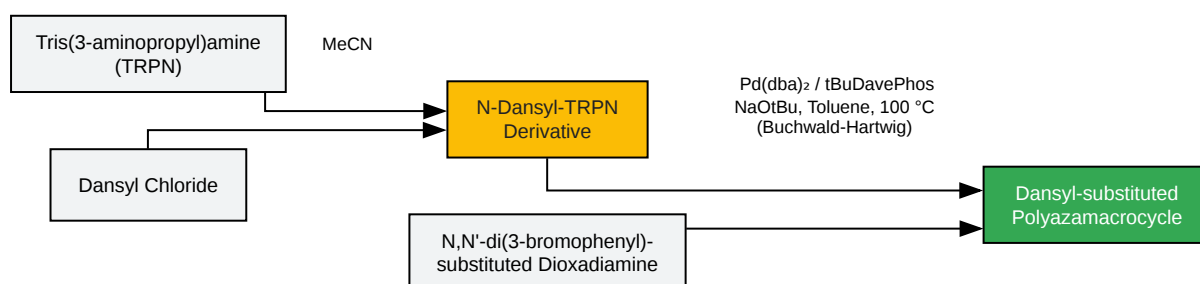 Tris(3-aminopropyl)amine
(TRPN)
MeCN
Dansyl Chloride
N-Dansyl-TRPN
Derivative
Pd(dba)₂ / tBuDavePhos
NaOtBu, Toluene, 100 °C
(Buchwald-Hartwig)
N,N'-di(3-bromophenyl)-
substituted Dioxadiamine
Dansyl-substituted
Polyazamacrocycle